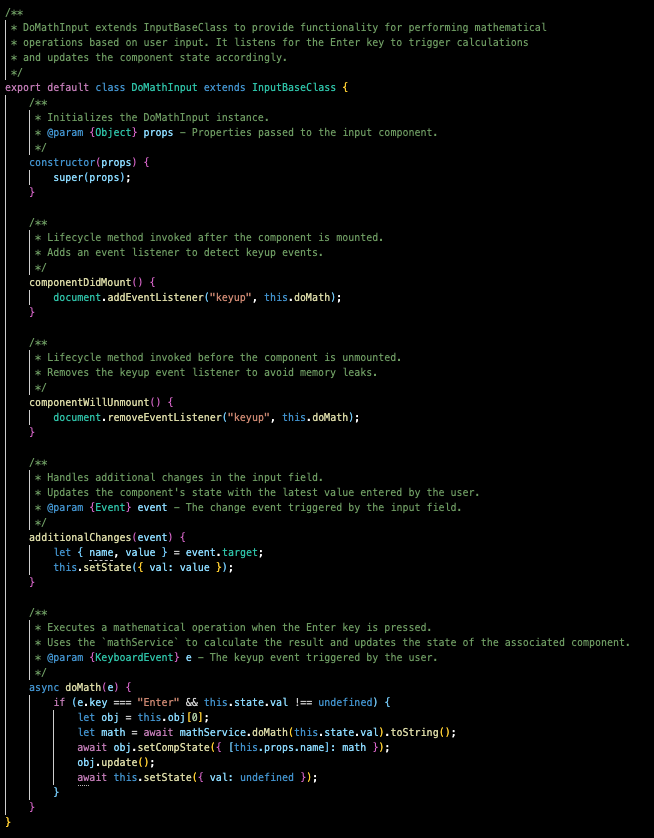 /**
 * DoMathInput extends InputBaseClass to provide functionality for performing mathematical
 * operations based on user input. It listens for the Enter key to trigger calculations
 * and updates the component state accordingly.
 */
export default class DoMathInput extends InputBaseClass {
    /**
     * Initializes the DoMathInput instance.
     * @param {Object} props – Properties passed to the input component.
     */
    constructor(props) {
        super(props);
    }

    /**
     * Lifecycle method invoked after the component is mounted.
     * Adds an event listener to detect keyup events.
     */
    componentDidMount() {
        document.addEventListener("keyup", this.doMath);
    }

    /**
     * Lifecycle method invoked before the component is unmounted.
     * Removes the keyup event listener to avoid memory leaks.
     */
    componentWillUnmount() {
        document.removeEventListener("keyup", this.doMath);
    }

    /**
     * Handles additional changes in the input field.
     * Updates the component's state with the latest value entered by the user.
     * @param {Event} event – The change event triggered by the input field.
     */
    additionalChanges(event) {
        let { name, value } = event.target;
        this.setState({ val: value });
    }

    /**
     * Executes a mathematical operation when the Enter key is pressed.
     * Uses the `mathService` to calculate the result and updates the state of the associated component.
     * @param {KeyboardEvent} e – The keyup event triggered by the user.
     */
    async doMath(e) {
        if (e.key === "Enter" && this.state.val !== undefined) {
            let obj = this.obj[0];
            let math = await mathService.doMath(this.state.val).toString();
            await obj.setCompState({ [this.props.name]: math });
            obj.update();
            await this.setState({ val: undefined });
        }
    }
}